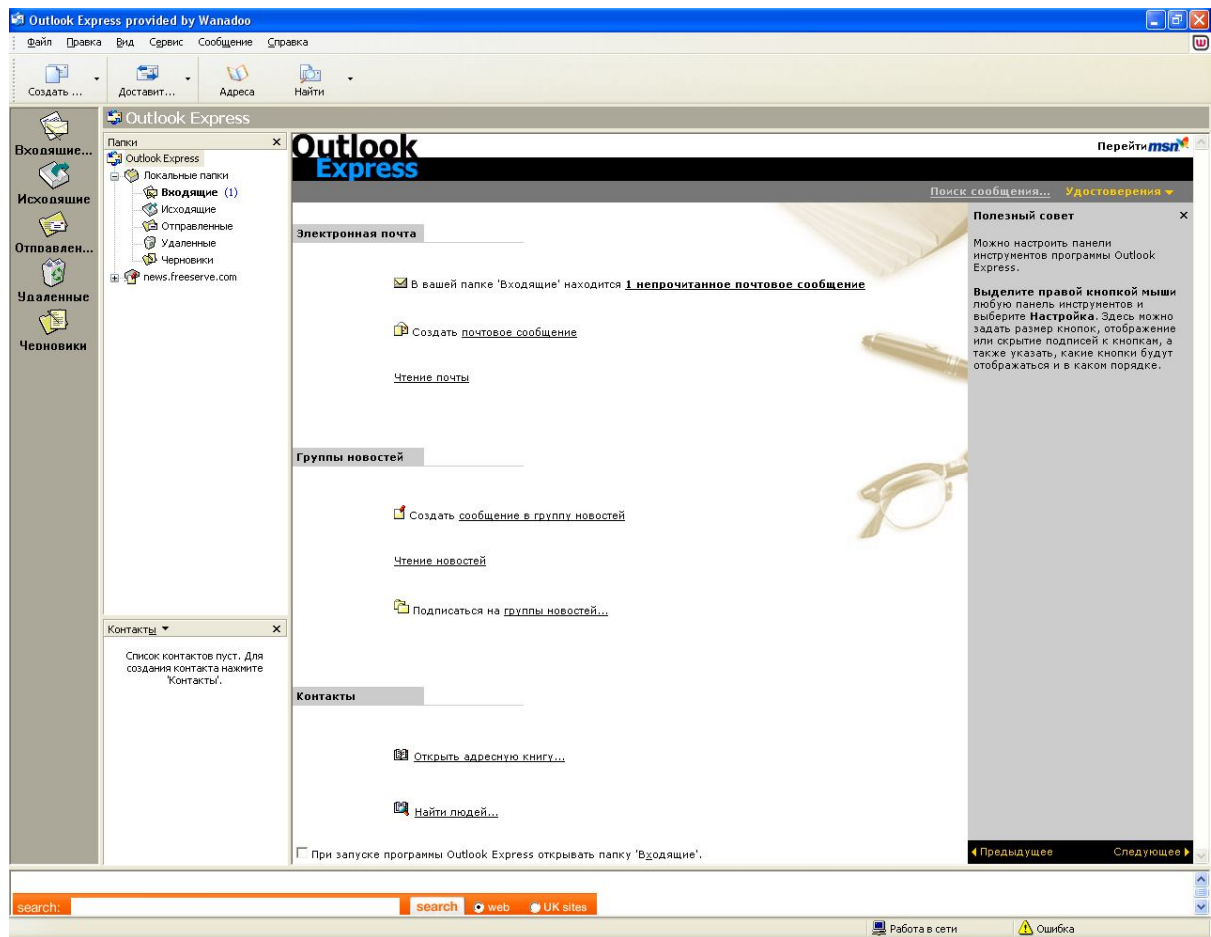 Outlook Express provided by Wanadoo
Файл Правка Вид Сервис Сообщение Справка
Создать ... Доставит... Адреса Найти
Outlook Express
Входящие...
Исходящие
Отправлен...
Удаленные
Черновики
Папки
Outlook Express
Локальные папки
Входящие (1)
Исходящие
Отправленные
Удаленные
Черновики
news.freeserve.com
Контакты
Список контактов пуст. Для
создания контакта нажмите
'Контакты'.
Outlook
Express
Перейти msn
Поиск сообщения... Удостоверения
Электронная почта
В вашей папке 'Входящие' находится 1 непрочитанное почтовое сообщение
Создать почтовое сообщение
Чтение почты
Группы новостей
Создать сообщение в группу новостей
Чтение новостей
Подписаться на группы новостей...
Контакты
Открыть адресную книгу...
Найти людей...
При запуске программы Outlook Express открывать папку 'Входящие'.
Полезный совет
Можно настроить панели
инструментов программы Outlook
Express.
Выделите правой кнопкой мыши
любую панель инструментов и
выберите Настройка. Здесь можно
задать размер кнопок, отображение
или скрытие подписей к кнопкам, а
также указать, какие кнопки будут
отображаться и в каком порядке.
Предыдущее Следующее
search: search web UK sites
Работа в сети Ошибка